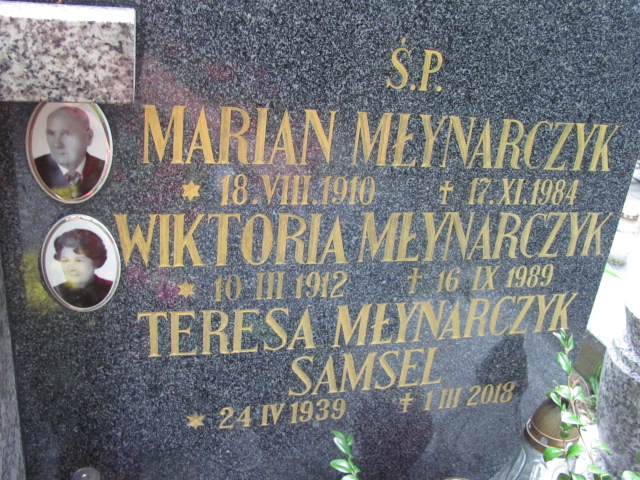 Ś.P.
MARIAN MŁYNARCZYK
* 18.VIII.1910 † 17.XI.1984
WIKTORIA MŁYNARCZYK
* 10 III 1912 † 16 IX 1989
TERESA MŁYNARCZYK
SAMSEL
* 24 IV 1939 † 1 III 2018